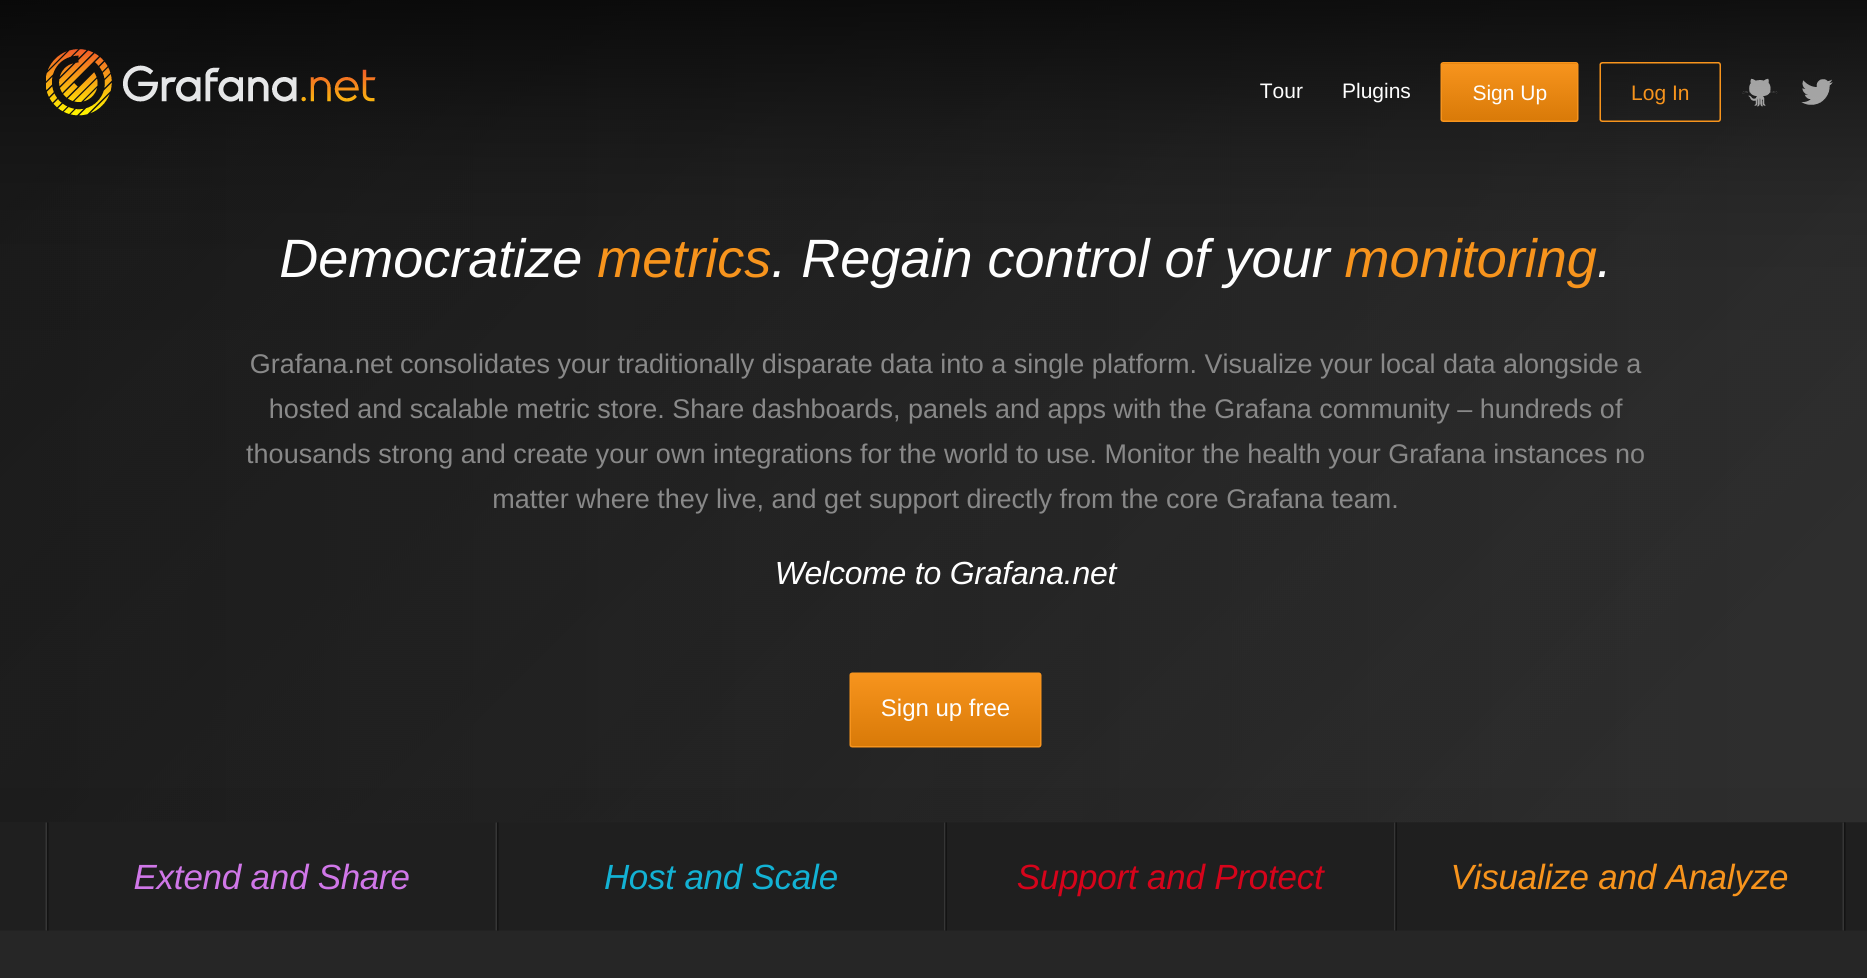 Grafana.net
Tour
Plugins
Sign Up
Log In
Democratize metrics. Regain control of your monitoring.
Grafana.net consolidates your traditionally disparate data into a single platform. Visualize your local data alongside a
hosted and scalable metric store. Share dashboards, panels and apps with the Grafana community – hundreds of
thousands strong and create your own integrations for the world to use. Monitor the health your Grafana instances no
matter where they live, and get support directly from the core Grafana team.
Welcome to Grafana.net
Sign up free
Extend and Share
Host and Scale
Support and Protect
Visualize and Analyze